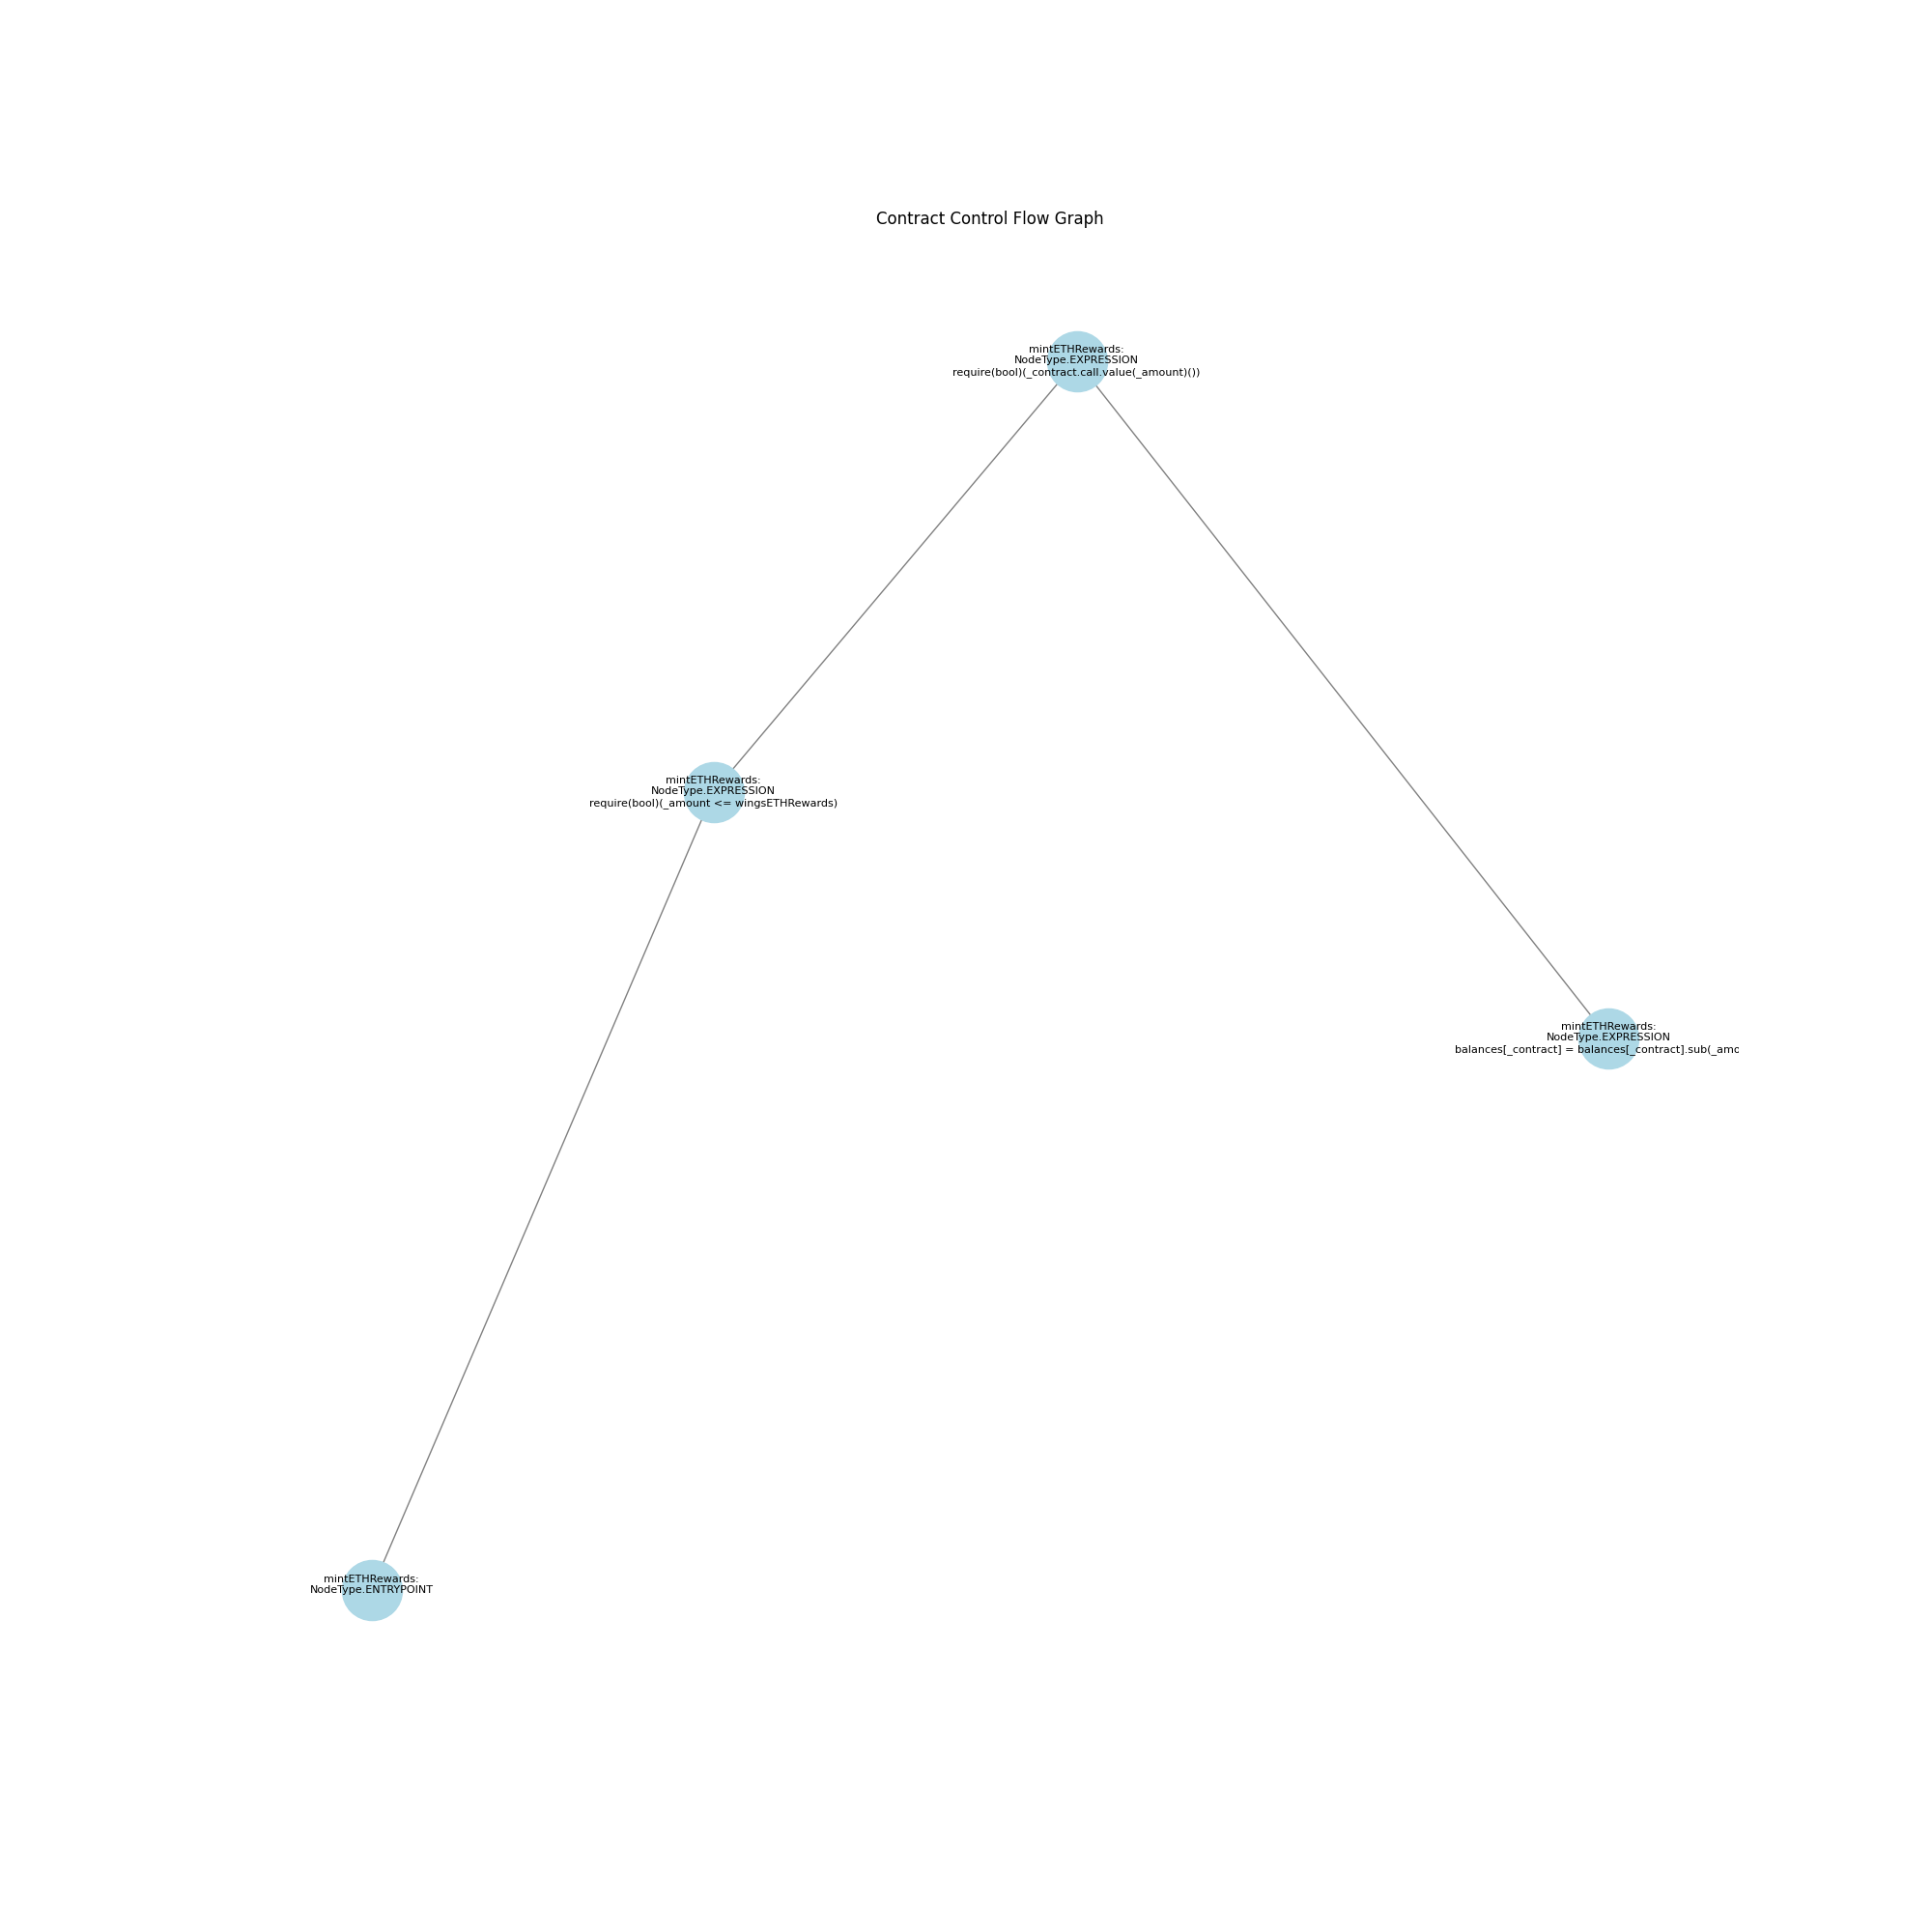 Contract Control Flow Graph
mintETHRewards:
NodeType.EXPRESSION
require(bool)(_contract.call.value(_amount)())
mintETHRewards:
NodeType.EXPRESSION
require(bool)(_amount <= wingsETHRewards)
mintETHRewards:
NodeType.EXPRESSION
balances[_contract] = balances[_contract].sub(_amo
mintETHRewards:
NodeType.ENTRYPOINT